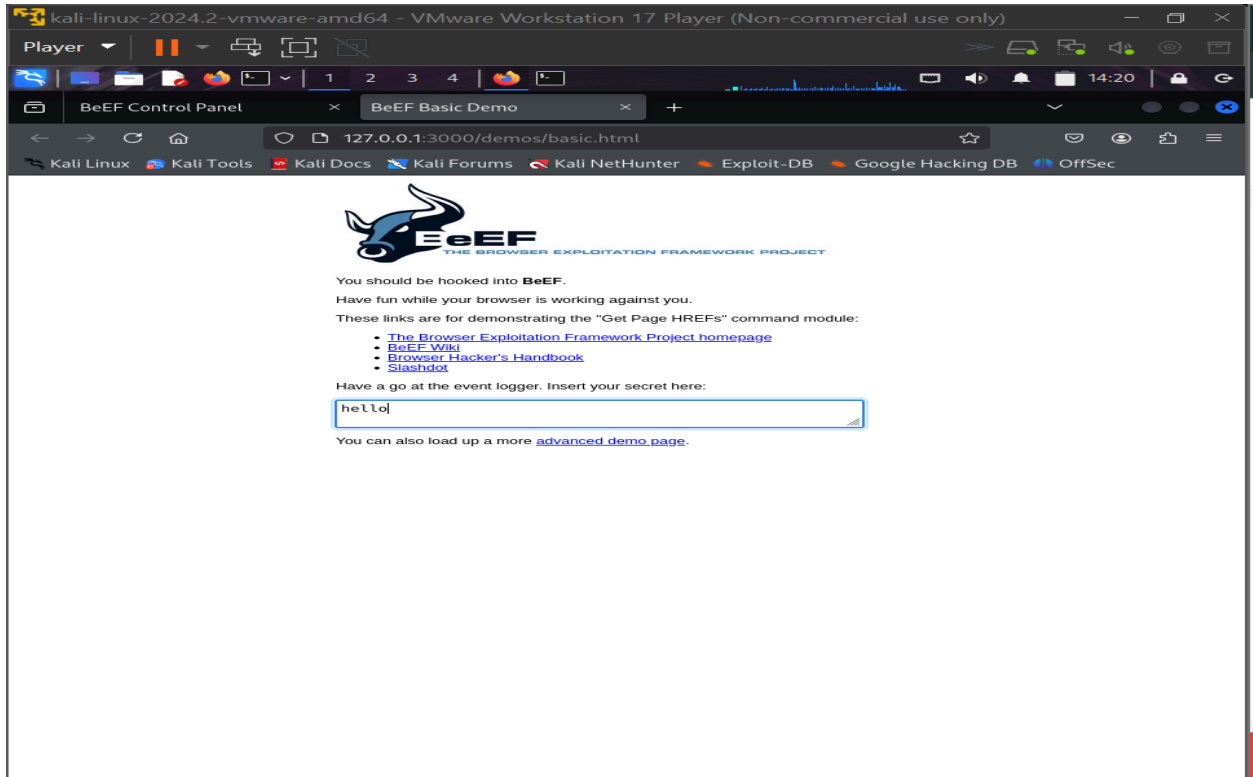 kali-linux-2024.2-vmware-amd64 - VMware Workstation 17 Player (Non-commercial use only)
Player
1 2 3 4 14:20
BeEF Control Panel BeEF Basic Demo
127.0.0.1:3000/demos/basic.html
Kali Linux Kali Tools Kali Docs Kali Forums Kali NetHunter Exploit-DB Google Hacking DB OffSec
BeEF
THE BROWSER EXPLOITATION FRAMEWORK PROJECT
You should be hooked into BeEF.
Have fun while your browser is working against you.
These links are for demonstrating the "Get Page HREFs" command module:
The Browser Exploitation Framework Project homepage
BeEF Wiki
Browser Hacker's Handbook
Slashdot
Have a go at the event logger. Insert your secret here:
hello
You can also load up a more advanced demo page.